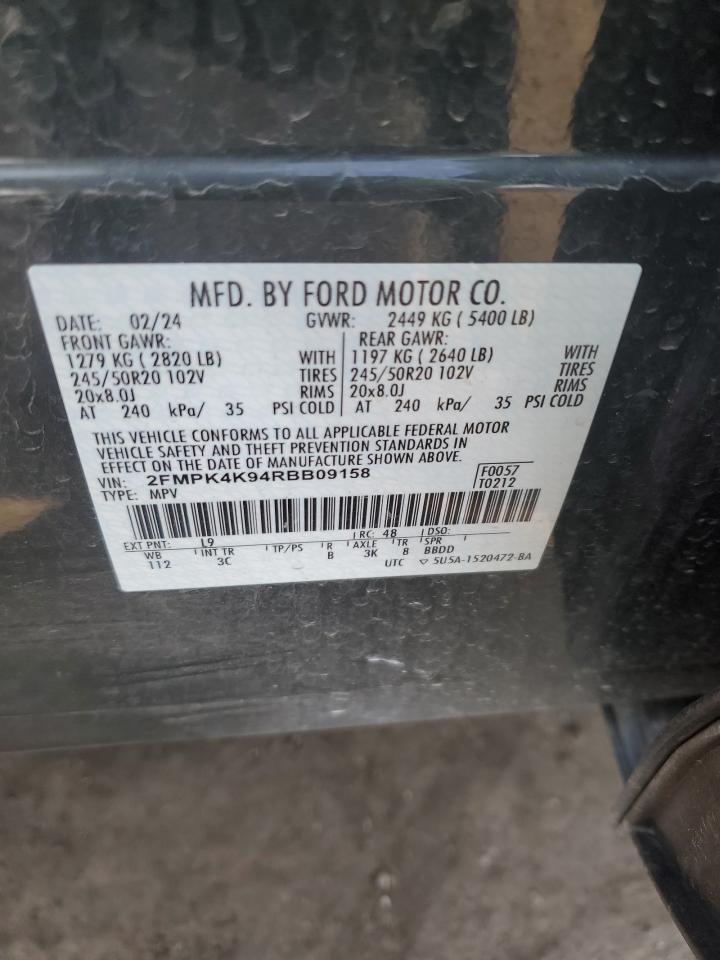 MFD. BY FORD MOTOR CO.
DATE: 02/24 GVWR: 2449 KG ( 5400 LB)
FRONT GAWR: REAR GAWR:
1279 KG ( 2820 LB) WITH 1197 KG ( 2640 LB) WITH
245/50R20 102V TIRES 245/50R20 102V TIRES
20x8.0J RIMS 20x8.0J RIMS
AT 240 kPa/ 35 PSI COLD AT 240 kPa/ 35 PSI COLD
THIS VEHICLE CONFORMS TO ALL APPLICABLE FEDERAL MOTOR
VEHICLE SAFETY AND THEFT PREVENTION STANDARDS IN
EFFECT ON THE DATE OF MANUFACTURE SHOWN ABOVE.
VIN: 2FMPK4K94RBB09158 F0057
TYPE: MPV T0212
EXT PNT: L9 RC: 48 DSO:
WB INT TR TP/PS R AXLE TR SPR
112 3C B 3K 8 BBDD
UTC ▽ 5U5A-1520472-BA